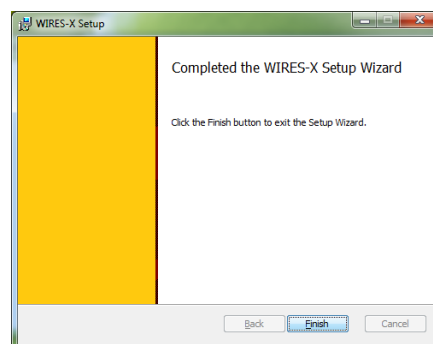 WIRES-X Setup
Completed the WIRES-X Setup Wizard
Click the Finish button to exit the Setup Wizard.
Back Finish Cancel